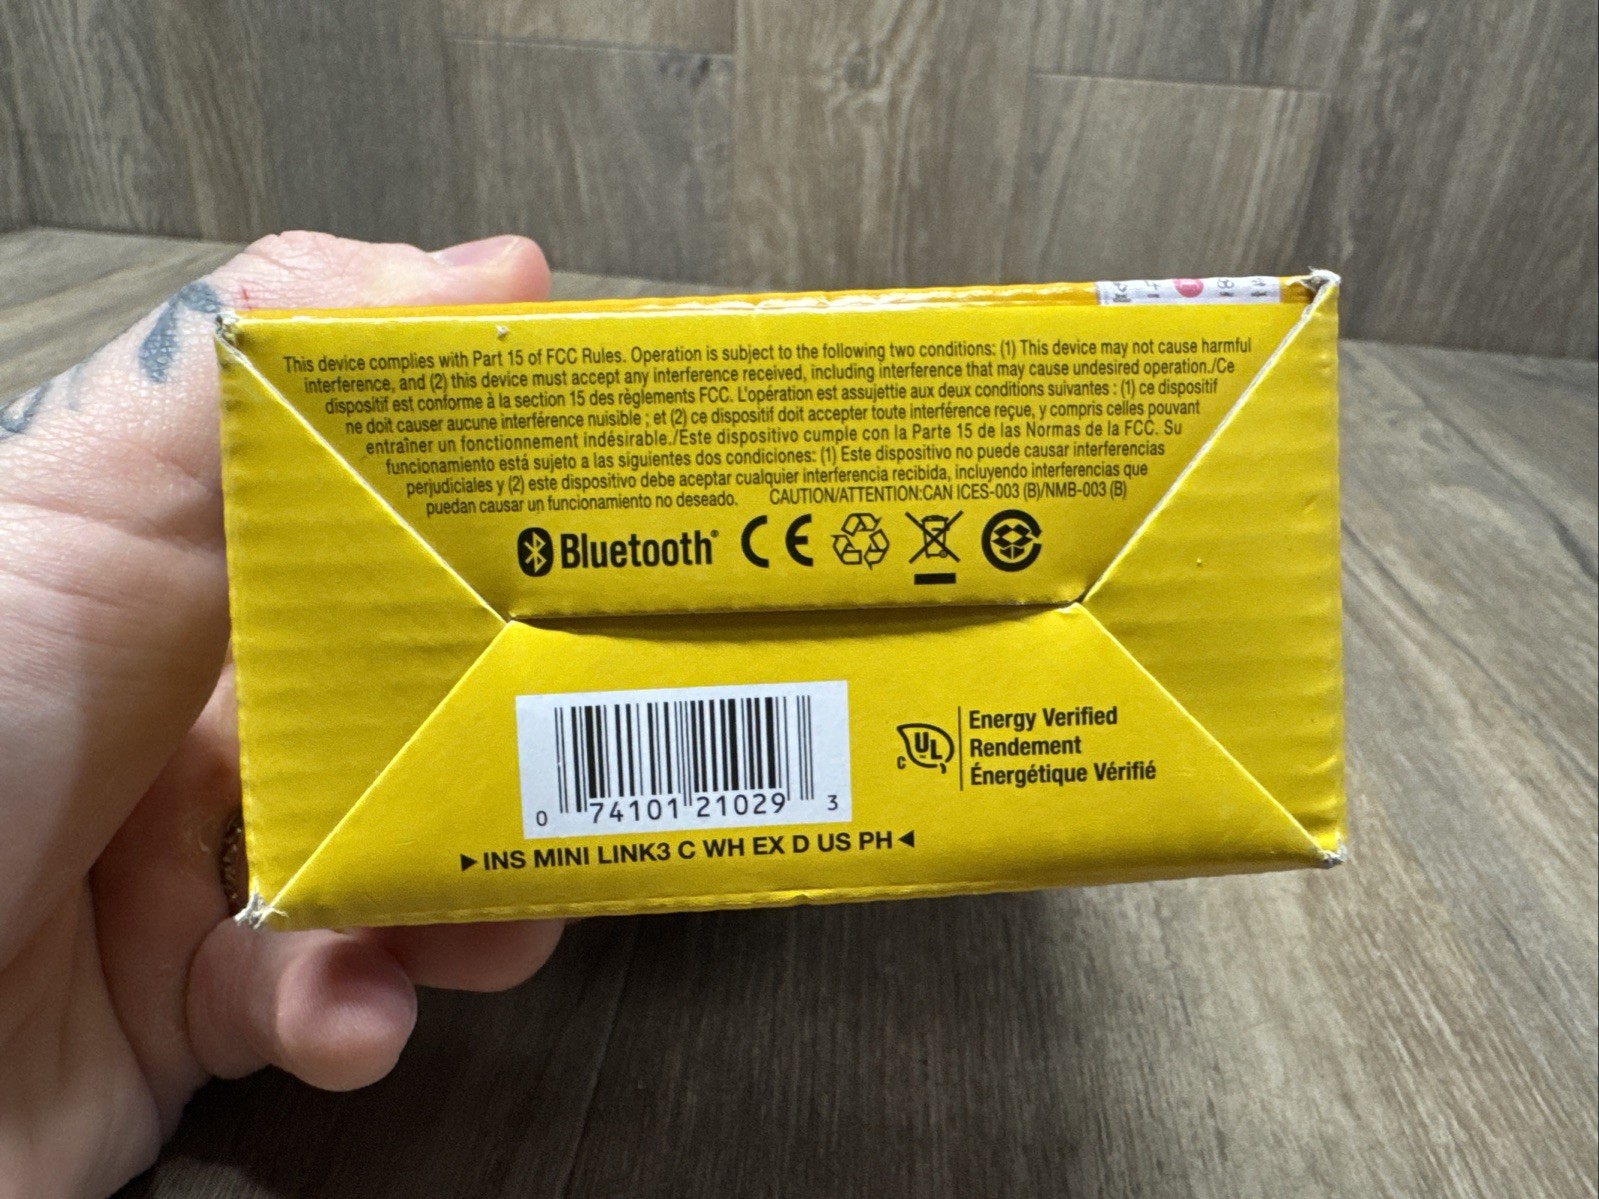 This device complies with Part 15 of FCC Rules. Operation is subject to the following two conditions: (1) This device may not cause harmful
interference, and (2) this device must accept any interference received, including interference that may cause undesired operation./Ce
dispositif est conforme à la section 15 des règlements FCC. L'opération est assujettie aux deux conditions suivantes : (1) ce dispositif
ne doit causer aucune interférence nuisible ; et (2) ce dispositif doit accepter toute interférence reçue, y compris celles pouvant
entraîner un fonctionnement indésirable./Este dispositivo cumple con la Parte 15 de las Normas de la FCC. Su
funcionamiento está sujeto a las siguientes dos condiciones: (1) Este dispositivo no puede causar interferencias
perjudiciales y (2) este dispositivo debe aceptar cualquier interferencia recibida, incluyendo interferencias que
puedan causar un funcionamiento no deseado. CAUTION/ATTENTION:CAN ICES-003 (B)/NMB-003 (B)
Bluetooth® CE
Energy Verified
c UL Rendement
Énergétique Vérifié
0 74101 21029 3
▶INS MINI LINK3 C WH EX D US PH◀